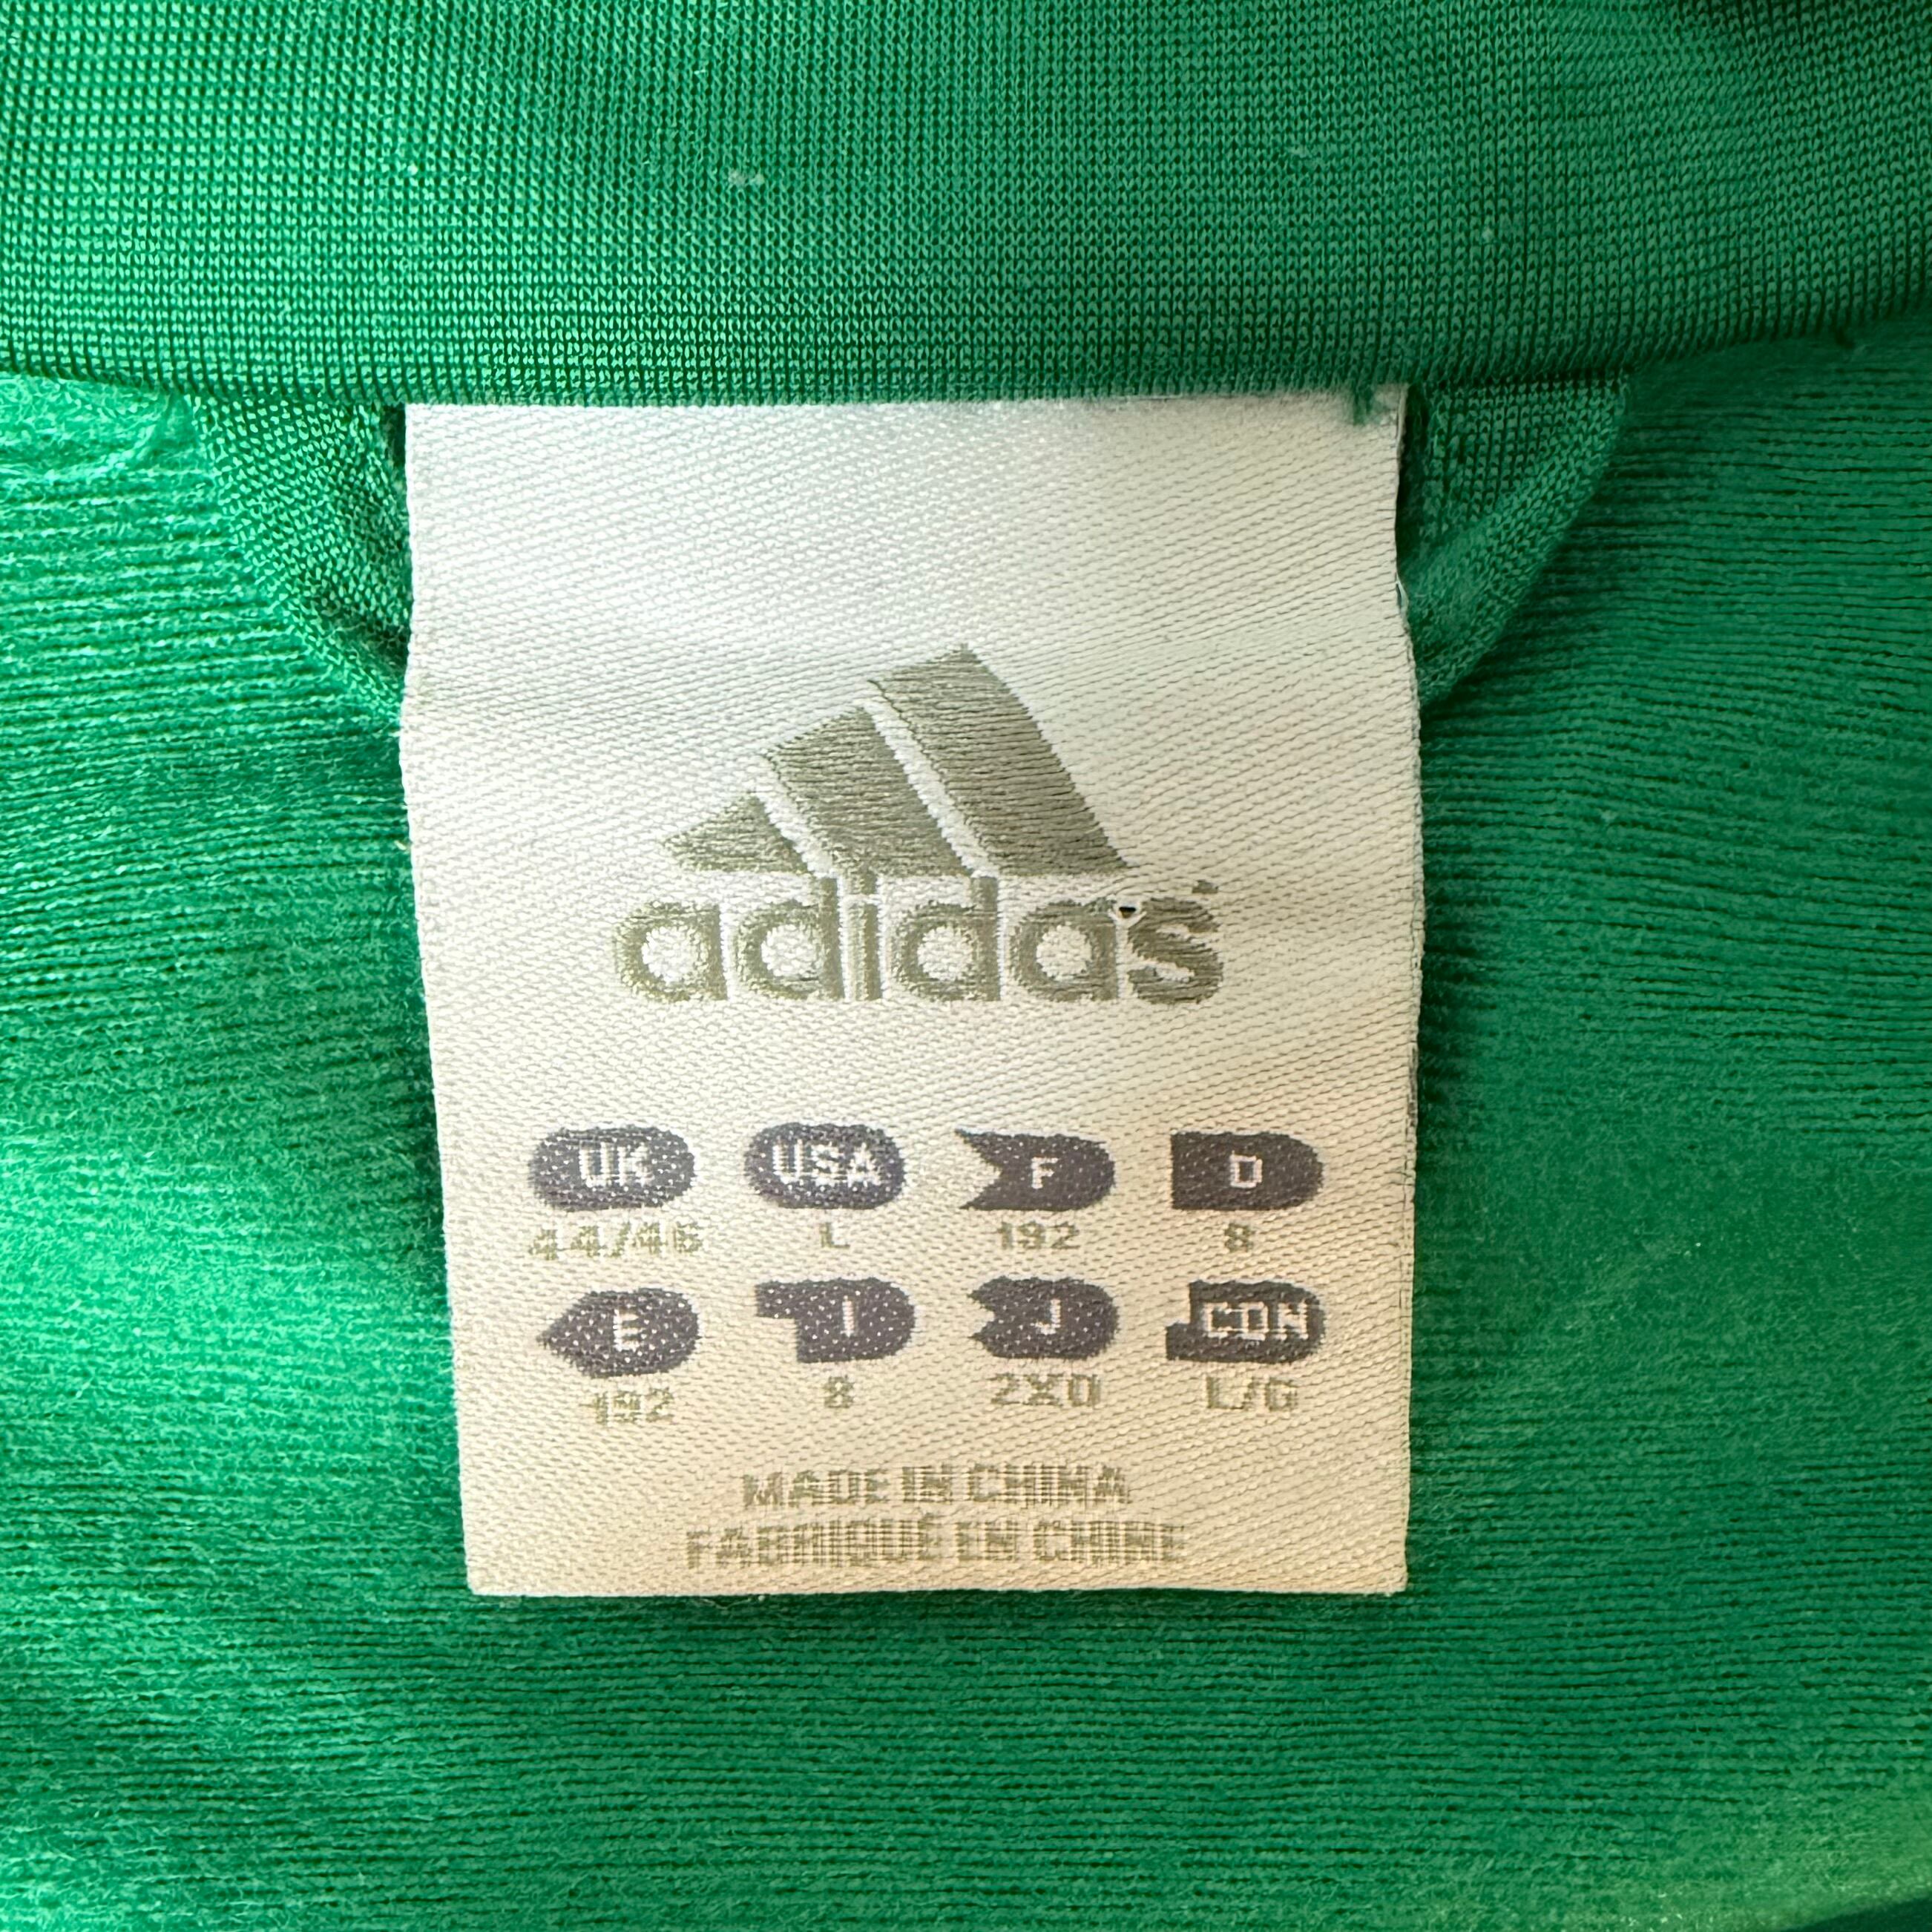 adidas
UK USA F D
44/46 L 192 8
E I J CDN
192 8 2XO L/G
MADE IN CHINA
FABRIQUÉ EN CHINE